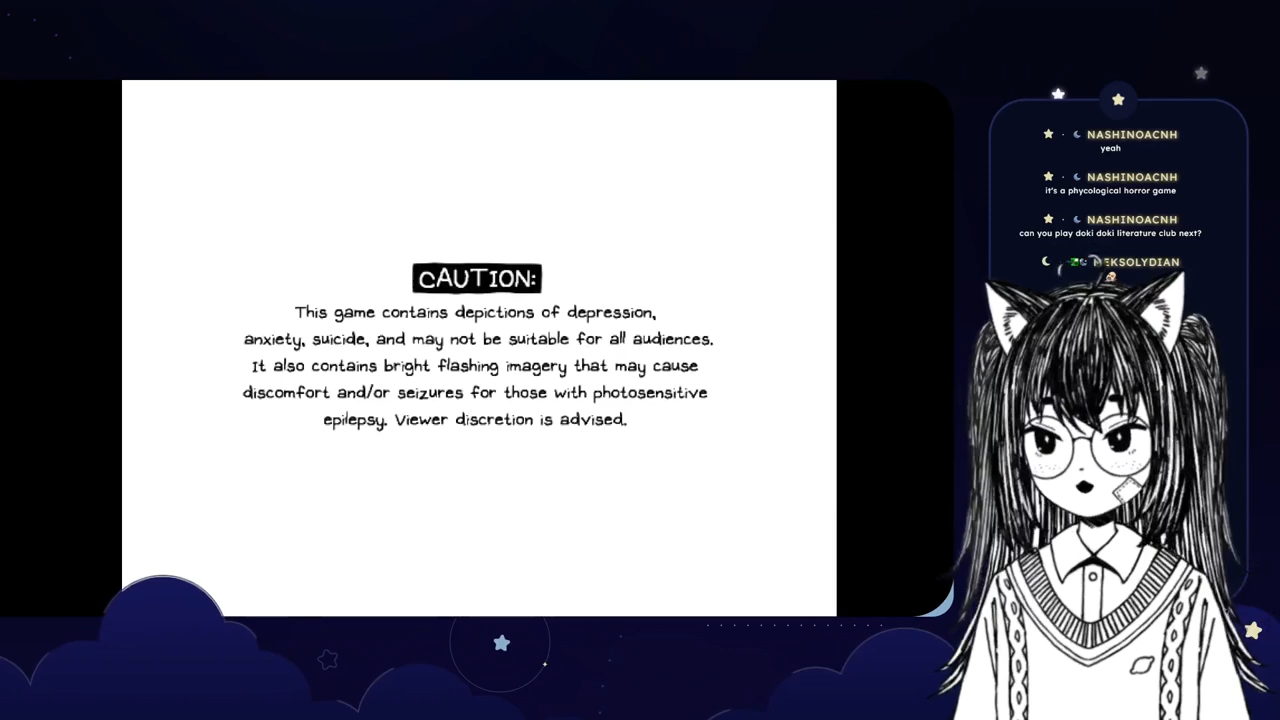 CAUTION:
This game contains depictions of depression,
anxiety, suicide, and may not be suitable for all audiences.
It also contains bright flashing imagery that may cause
discomfort and/or seizures for those with photosensitive
epilepsy. Viewer discretion is advised.
NASHINOACNH
yeah
NASHINOACNH
it's a phycological horror game
NASHINOACNH
can you play doki doki literature club next?